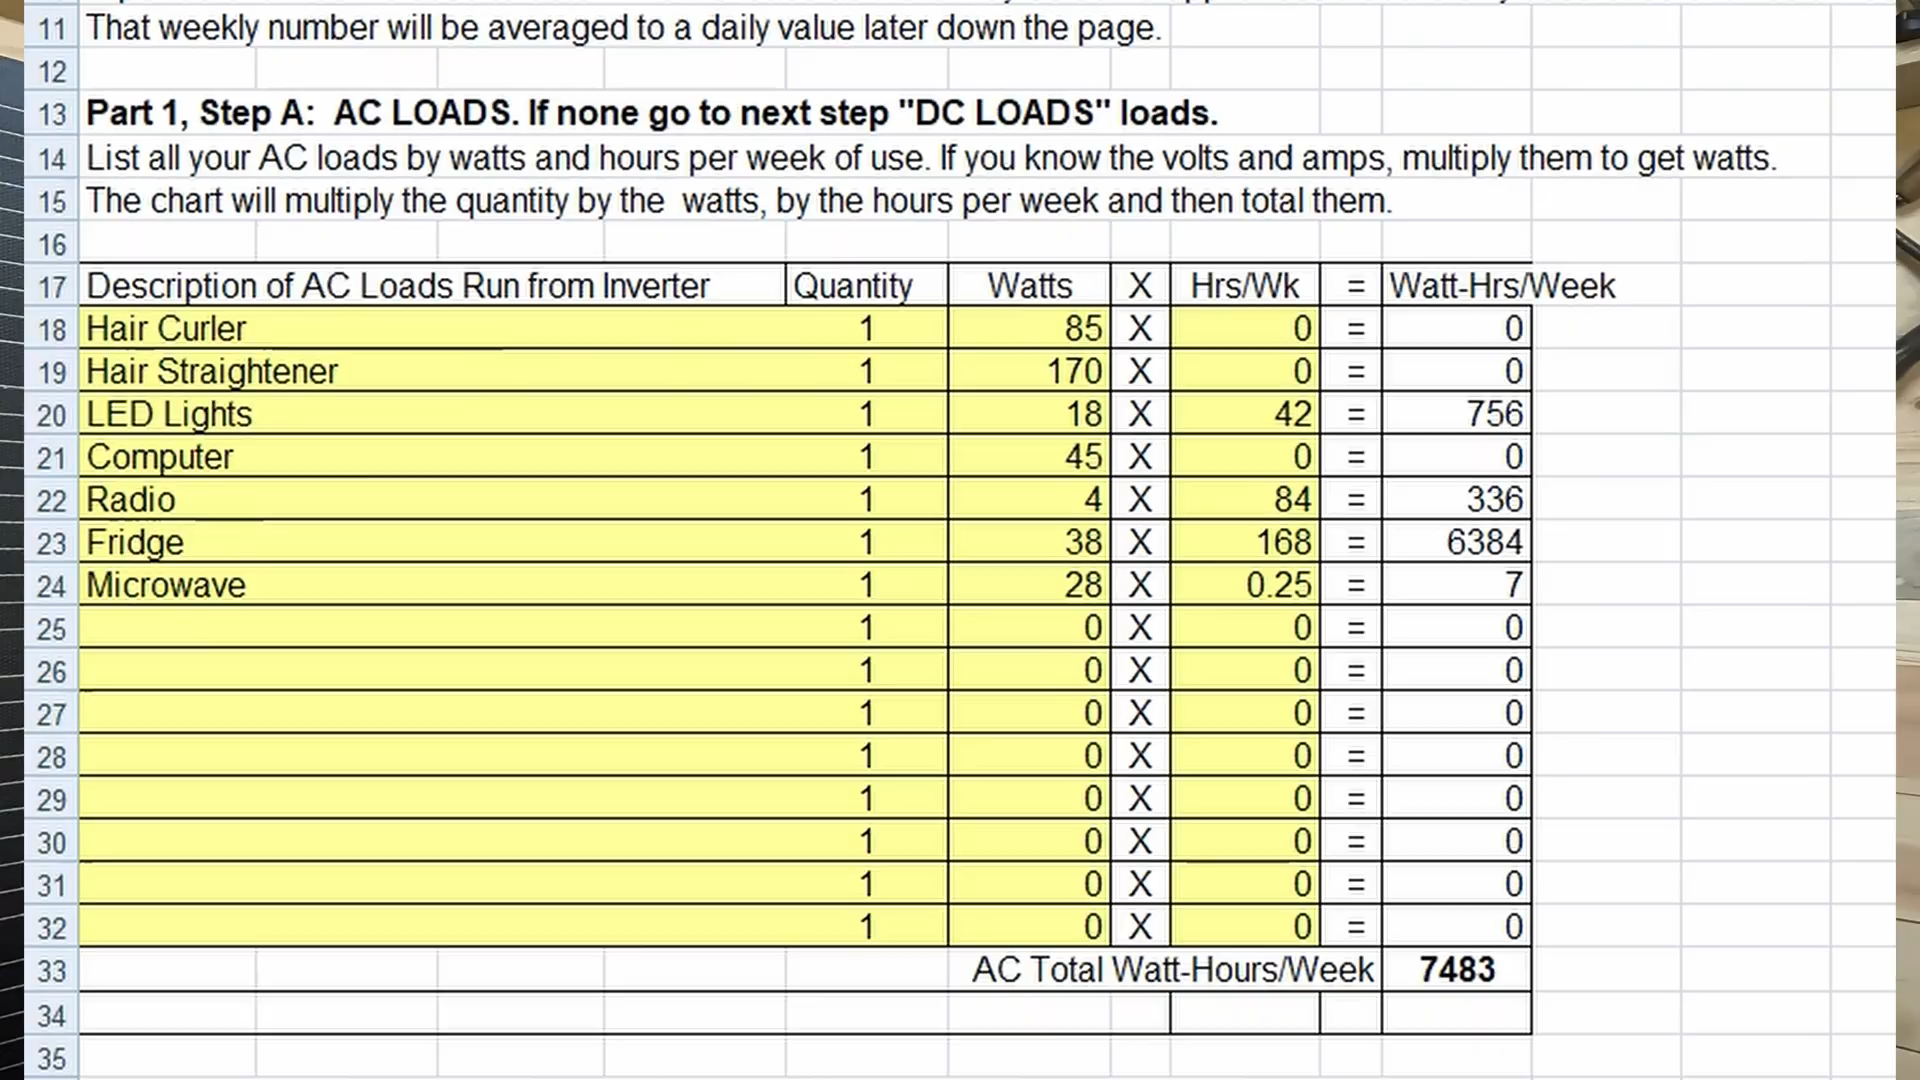 11 That weekly number will be averaged to a daily value later down the page.
12
13 Part 1, Step A: AC LOADS. If none go to next step "DC LOADS" loads.
14 List all your AC loads by watts and hours per week of use. If you know the volts and amps, multiply them to get watts.
15 The chart will multiply the quantity by the watts, by the hours per week and then total them.
16
17 Description of AC Loads Run from Inverter Quantity Watts X Hrs/Wk = Watt-Hrs/Week
18 Hair Curler 1 85 X 0 = 0
19 Hair Straightener 1 170 X 0 = 0
20 LED Lights 1 18 X 42 = 756
21 Computer 1 45 X 0 = 0
22 Radio 1 4 X 84 = 336
23 Fridge 1 38 X 168 = 6384
24 Microwave 1 28 X 0.25 = 7
25 1 0 X 0 = 0
26 1 0 X 0 = 0
27 1 0 X 0 = 0
28 1 0 X 0 = 0
29 1 0 X 0 = 0
30 1 0 X 0 = 0
31 1 0 X 0 = 0
32 1 0 X 0 = 0
33 AC Total Watt-Hours/Week 7483
34
35